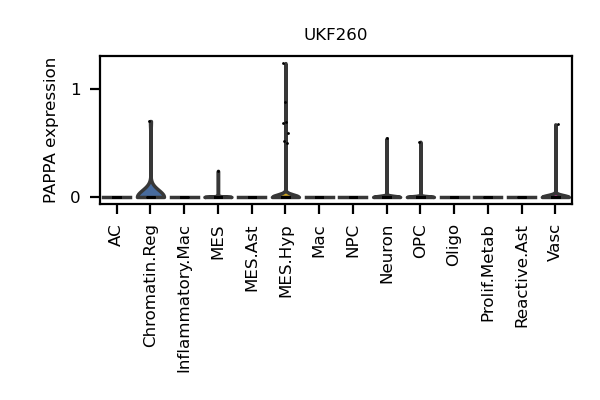 UKF260
PAPPA expression
1
0
AC
Chromatin.Reg
Inflammatory.Mac
MES
MES.Ast
MES.Hyp
Mac
NPC
Neuron
OPC
Oligo
Prolif.Metab
Reactive.Ast
Vasc